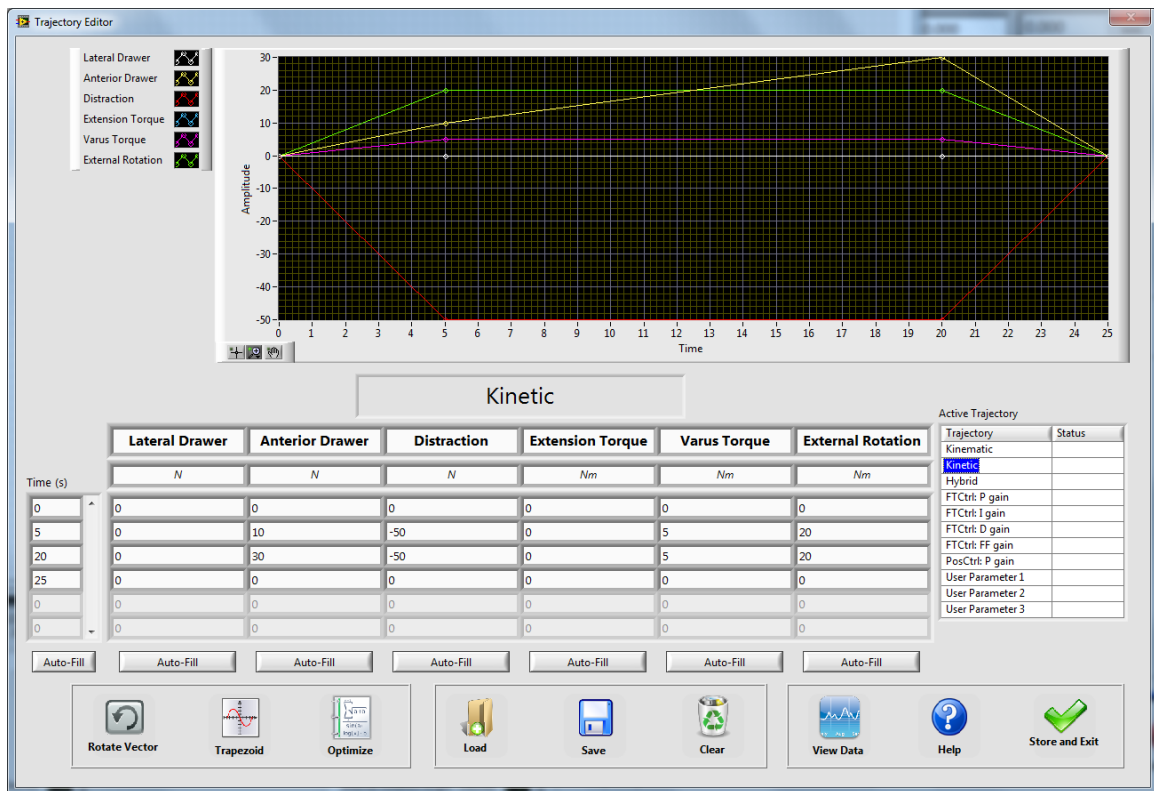 Trajectory Editor
Lateral Drawer
Anterior Drawer
Distraction
Extension Torque
Varus Torque
External Rotation
30
20
10
0
-10
-20
-30
-40
-50
Amplitude
0 1 2 3 4 5 6 7 8 9 10 11 12 13 14 15 16 17 18 19 20 21 22 23 24 25
Time
Kinetic
Lateral Drawer Anterior Drawer Distraction Extension Torque Varus Torque External Rotation
N N N Nm Nm Nm
Time (s)
0 0 0 0 0 0 0
5 0 10 -50 0 5 20
20 0 30 -50 0 5 20
25 0 0 0 0 0 0
0 0 0 0 0 0 0
0 0 0 0 0 0 0
Auto-Fill Auto-Fill Auto-Fill Auto-Fill Auto-Fill Auto-Fill Auto-Fill
Active Trajectory
Trajectory Status
Kinematic
Kinetic
Hybrid
FTCtrl: P gain
FTCtrl: I gain
FTCtrl: D gain
FTCtrl: FF gain
PosCtrl: P gain
User Parameter 1
User Parameter 2
User Parameter 3
Rotate Vector Trapezoid Optimize Load Save Clear View Data Help Store and Exit